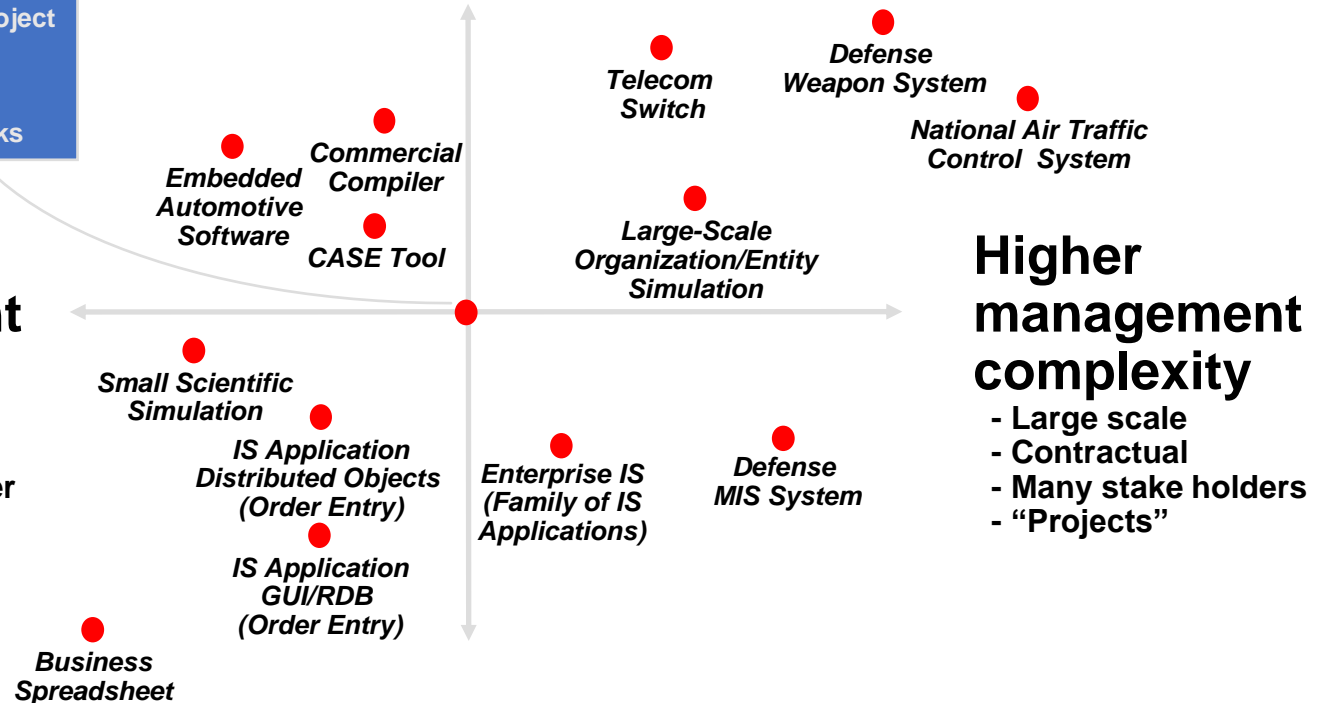 Defense
Weapon System
Telecom
Switch
National Air Traffic
Control System
Commercial
Compiler
Embedded
Automotive
Software
CASE Tool
Large-Scale
Organization/Entity
Simulation
Higher
management
complexity
- Large scale
- Contractual
- Many stake holders
- “Projects”
Small Scientific
Simulation
IS Application
Distributed Objects
(Order Entry)
Enterprise IS
(Family of IS
Applications)
Defense
MIS System
IS Application
GUI/RDB
(Order Entry)
Business
Spreadsheet